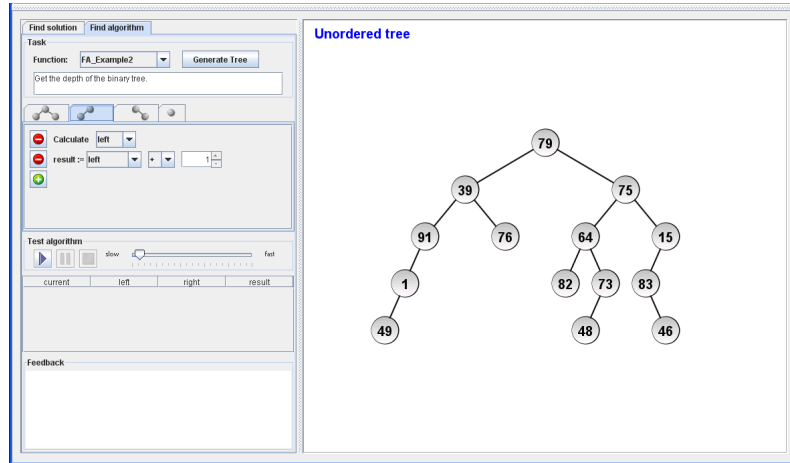 Find solution Find algorithm
Task
Function: FA_Example2 Generate Tree
Get the depth of the binary tree.
Calculate left
result := left + 1
Test algorithm
slow fast
current left right result
Feedback
Unordered tree
79
39 75
91 76 64 15
1 82 73 83
49 48 46